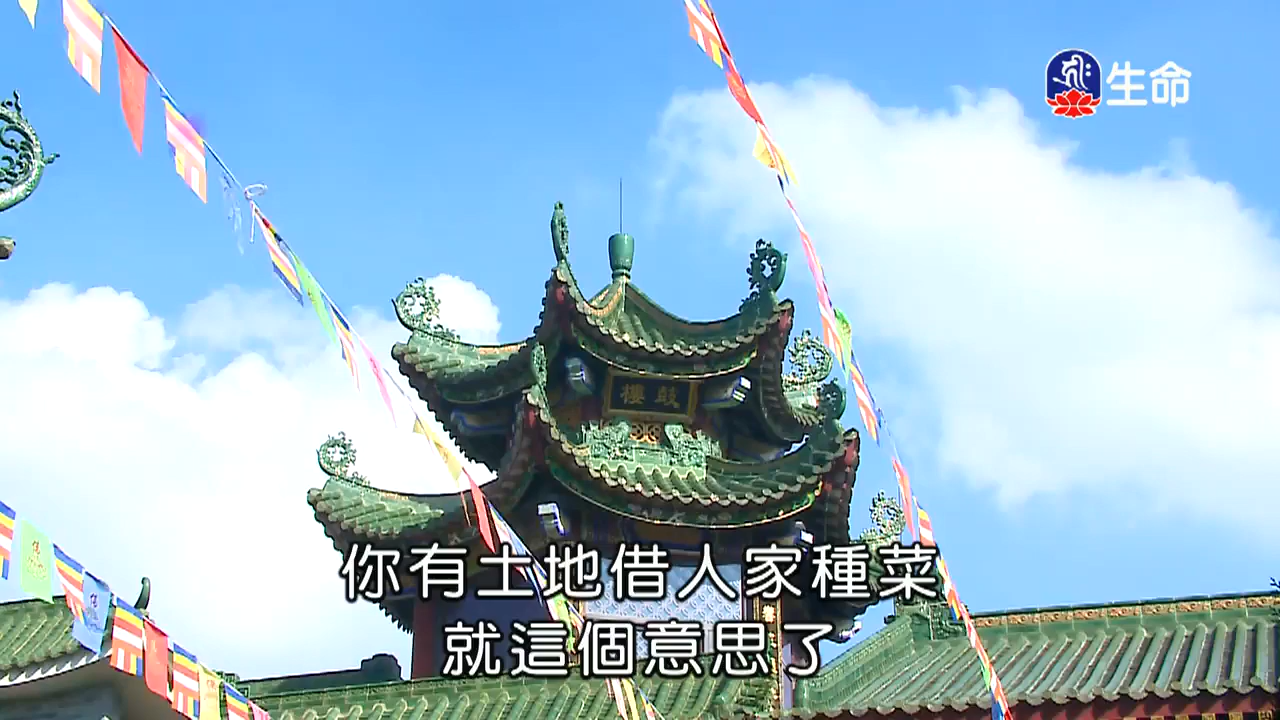 生命
樓鼓
你有土地借人家種菜
就這個意思了